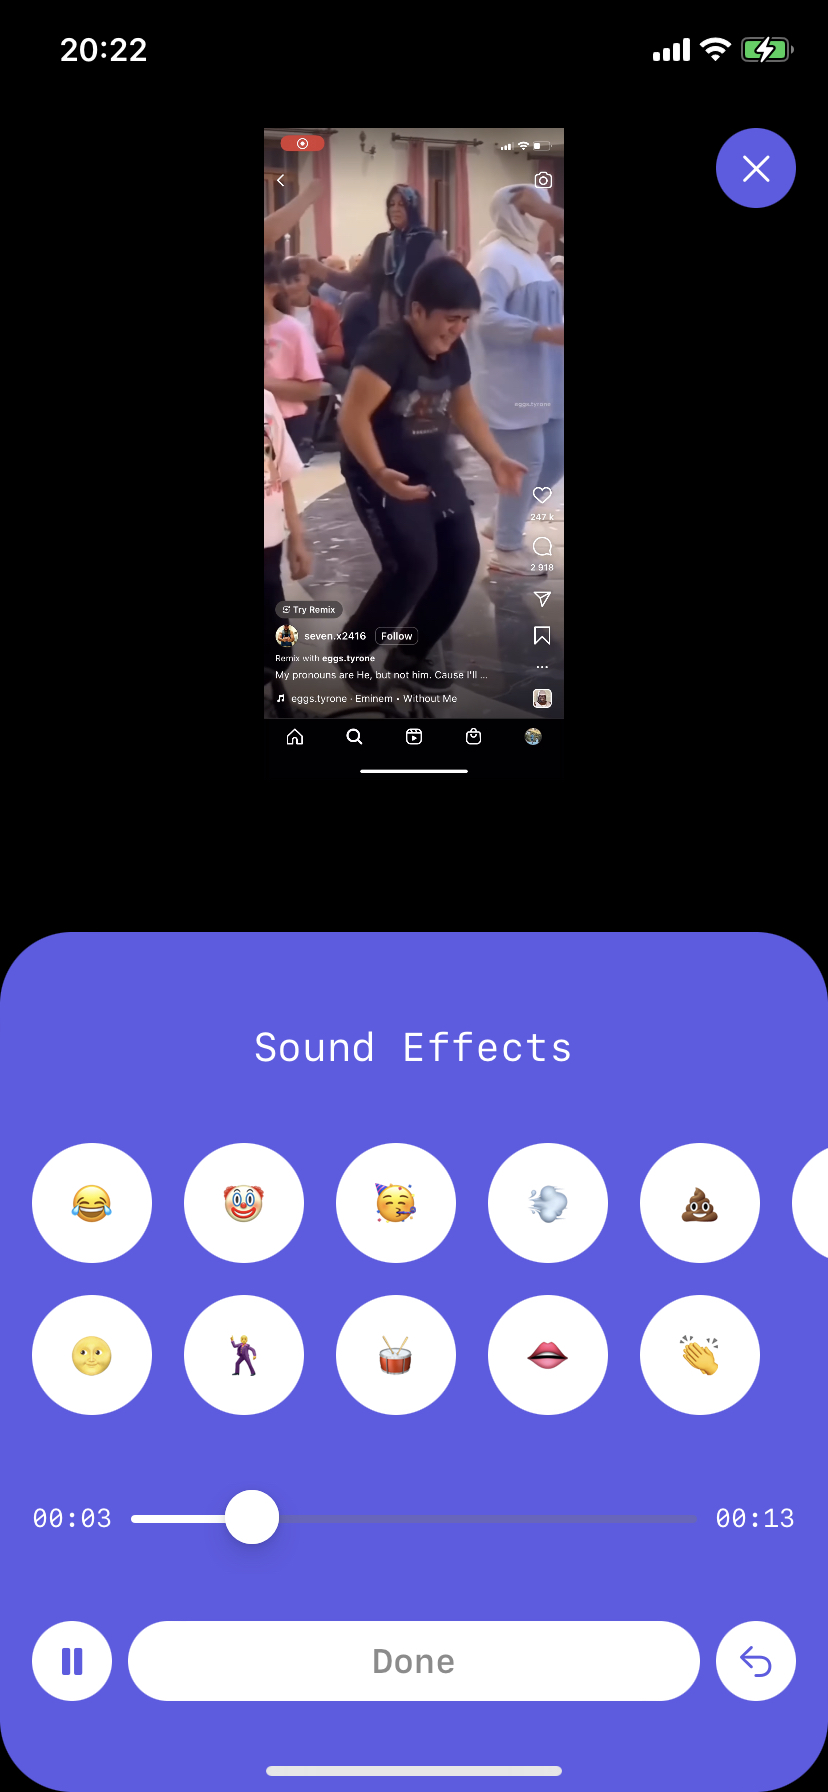 20:22
eggs.tyrone
247 k
2 918
Try Remix
seven.x2416 Follow
Remix with eggs.tyrone
My pronouns are He, but not him. Cause I'll ...
eggs.tyrone · Eminem • Without Me
Sound Effects
00:03 00:13
Done